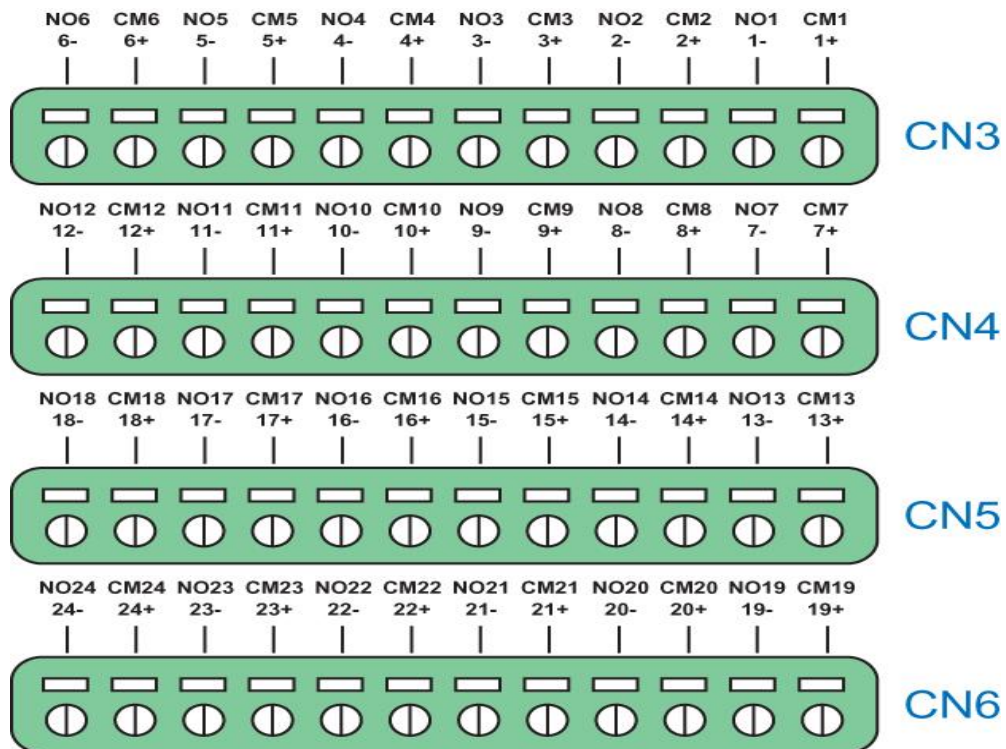 NO6 CM6 NO5 CM5 NO4 CM4 NO3 CM3 NO2 CM2 NO1 CM1
6- 6+ 5- 5+ 4- 4+ 3- 3+ 2- 2+ 1- 1+
CN3
NO12 CM12 NO11 CM11 NO10 CM10 NO9 CM9 NO8 CM8 NO7 CM7
12- 12+ 11- 11+ 10- 10+ 9- 9+ 8- 8+ 7- 7+
CN4
NO18 CM18 NO17 CM17 NO16 CM16 NO15 CM15 NO14 CM14 NO13 CM13
18- 18+ 17- 17+ 16- 16+ 15- 15+ 14- 14+ 13- 13+
CN5
NO24 CM24 NO23 CM23 NO22 CM22 NO21 CM21 NO20 CM20 NO19 CM19
24- 24+ 23- 23+ 22- 22+ 21- 21+ 20- 20+ 19- 19+
CN6